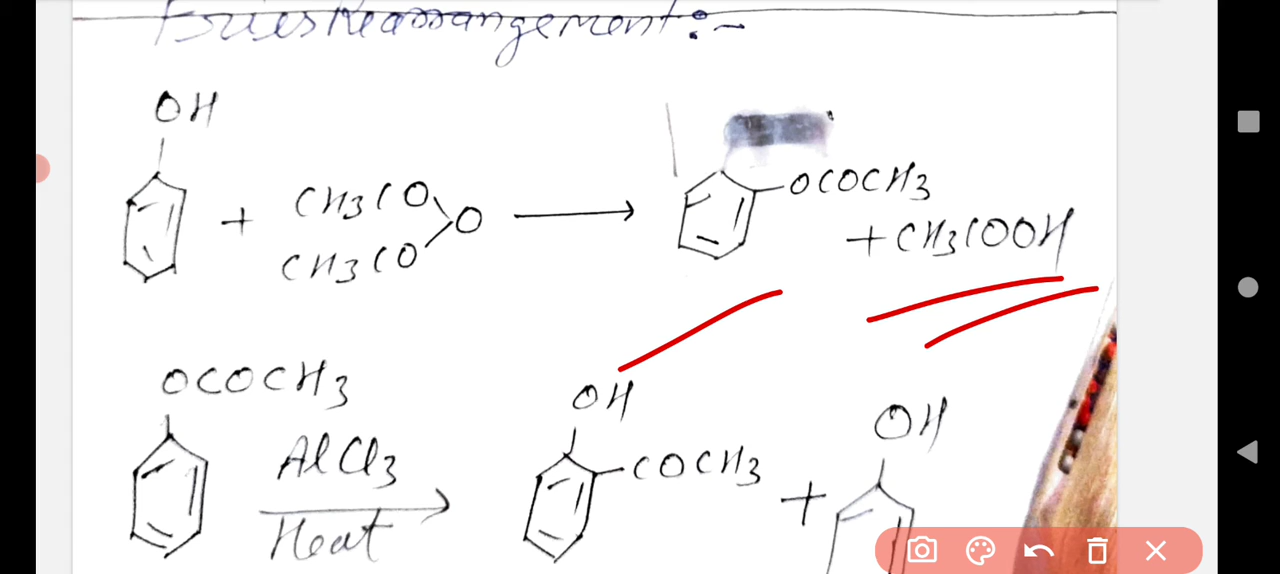 Fries Rearrangement:-
OH
+ CH3CO
CH3CO O
OCOCH3
+ CH3COOH
OCOCH3
AlCl3
Heat
OH
COCH3
+
OH